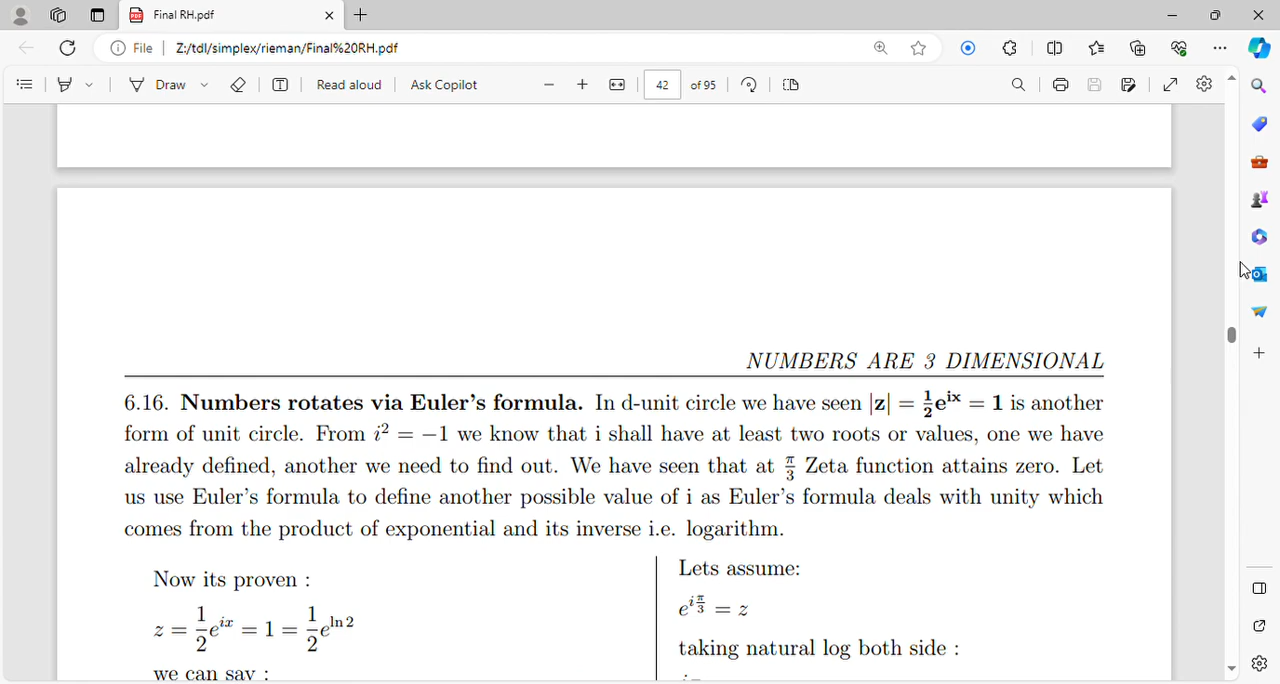 Final RH.pdf
File Z:/tdl/simplex/rieman/Final%20RH.pdf
Draw Read aloud Ask Copilot 42 of 95
NUMBERS ARE 3 DIMENSIONAL
6.16. Numbers rotates via Euler's formula. In d-unit circle we have seen |z| = 1/2 e^{ix} = 1 is another
form of unit circle. From i² = −1 we know that i shall have at least two roots or values, one we have
already defined, another we need to find out. We have seen that at π/3 Zeta function attains zero. Let
us use Euler's formula to define another possible value of i as Euler's formula deals with unity which
comes from the product of exponential and its inverse i.e. logarithm.
Now its proven :
z = 1/2 e^{ix} = 1 = 1/2 e^{ln 2}
we can say :
Lets assume:
e^{iπ/3} = z
taking natural log both side :